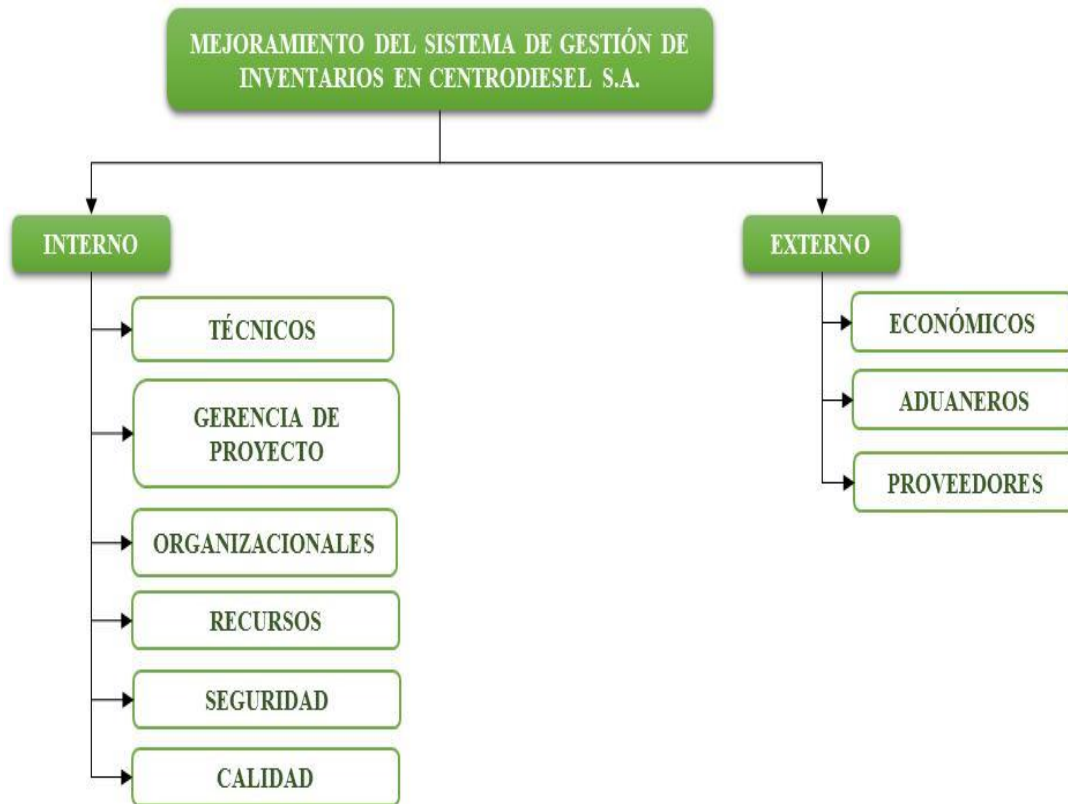 MEJORAMIENTO DEL SISTEMA DE GESTIÓN DE
INVENTARIOS EN CENTRODIESEL S.A.
INTERNO
TÉCNICOS
GERENCIA DE
PROYECTO
ORGANIZACIONALES
RECURSOS
SEGURIDAD
CALIDAD
EXTERNO
ECONÓMICOS
ADUANEROS
PROVEEDORES